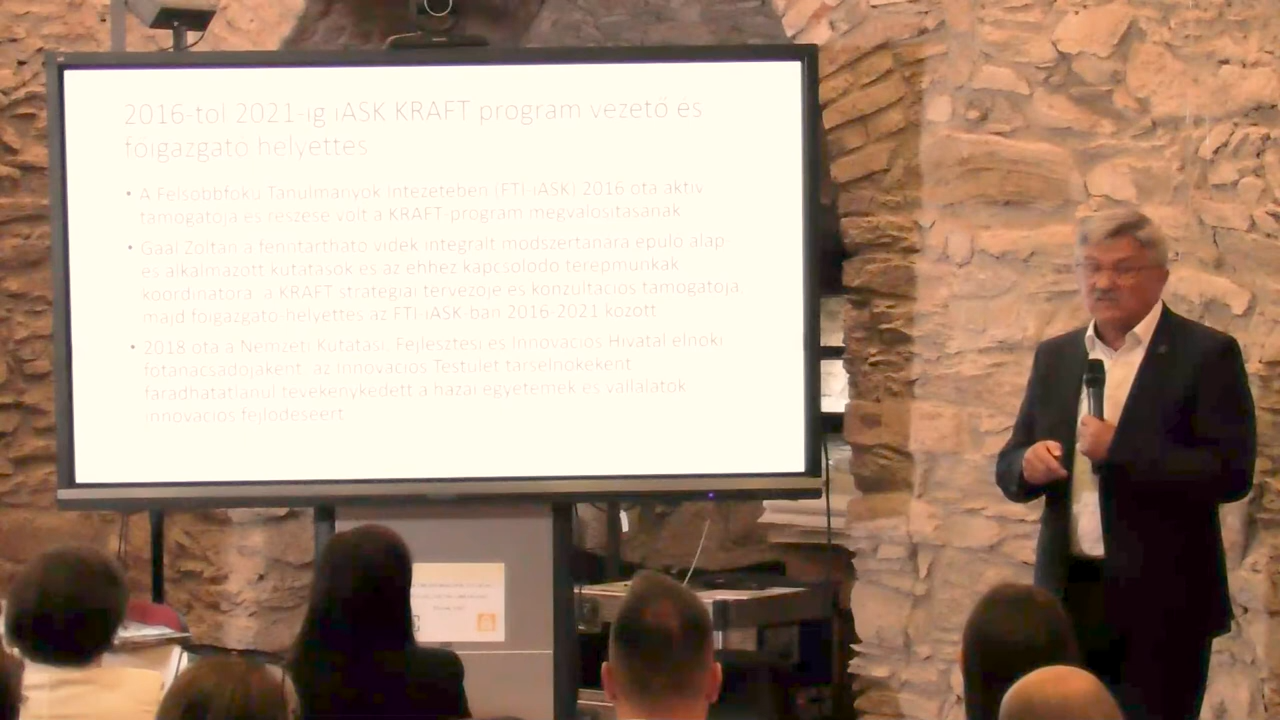 2016-tól 2021-ig iASK KRAFT program vezető és
főigazgató helyettes
• A Felsőbbfokú Tanulmányok Intézetében (FTI-iASK) 2016 óta aktív
támogatója és részese volt a KRAFT-program megvalósításának
• Gaál Zoltán a fenntartható vidék integrált módszertanára épülő alap
és alkalmazott kutatások és az ehhez kapcsolódó terepmunkák
koordinátora, a KRAFT stratégiai tervezője és konzultációs támogatója,
majd főigazgató-helyettes az FTI-iASK-ban 2016-2021 között
• 2018 óta a Nemzeti Kutatási, Fejlesztési és Innovációs Hivatal elnöki
főtanácsadójaként, az Innovációs Testület társelnökeként
fáradhatatlanul tevékenykedett a hazai egyetemek és vállalatok
innovációs fejlődéséért